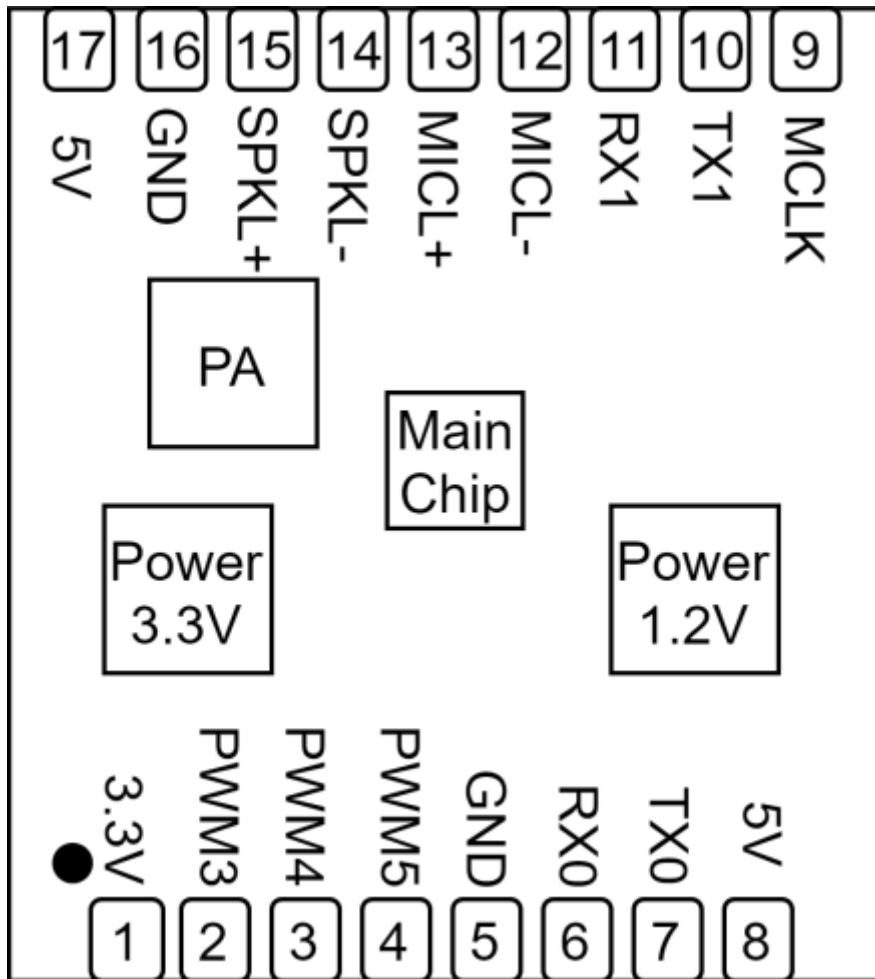 17 16 15 14 13 12 11 10 9
5V GND SPKL+ SPKL- MICL+ MICL- RX1 TX1 MCLK
PA
Main
Chip
Power
3.3V
Power
1.2V
3.3V PWM3 PWM4 PWM5 GND RX0 TX0 5V
1 2 3 4 5 6 7 8